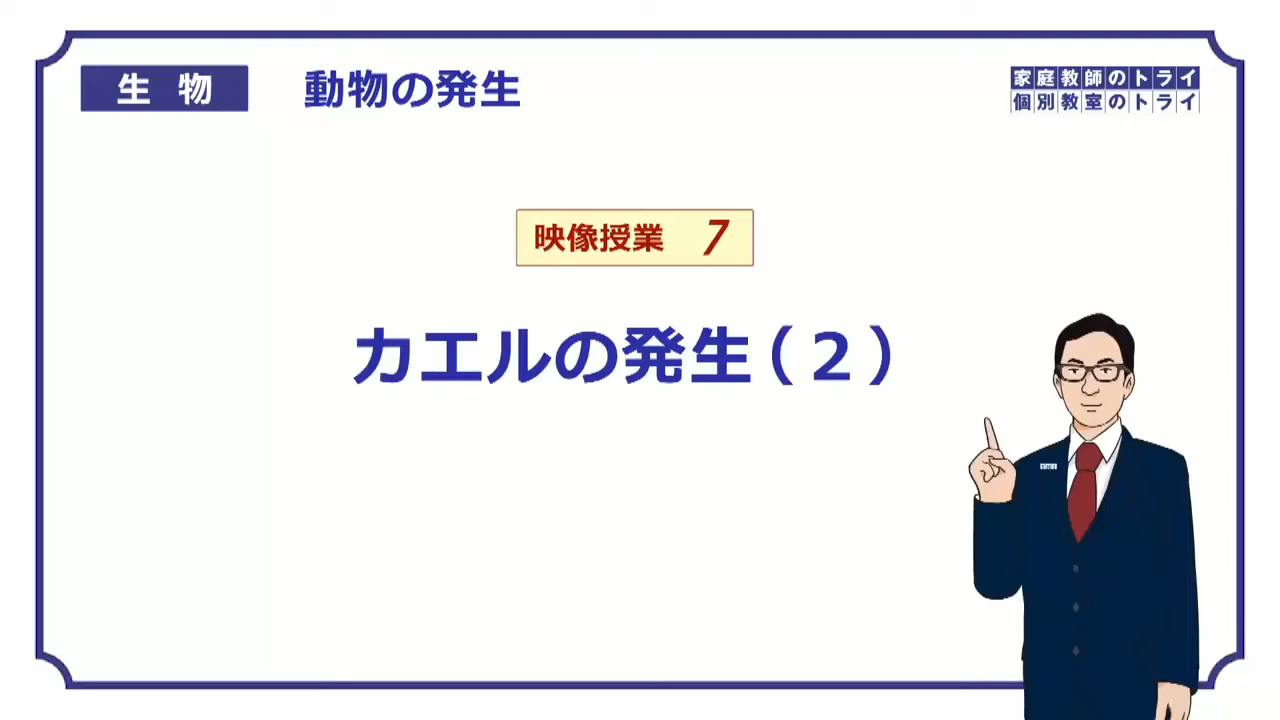 生物
動物の発生
家庭教師のトライ
個別教室のトライ
映像授業 7
カエルの発生(2)